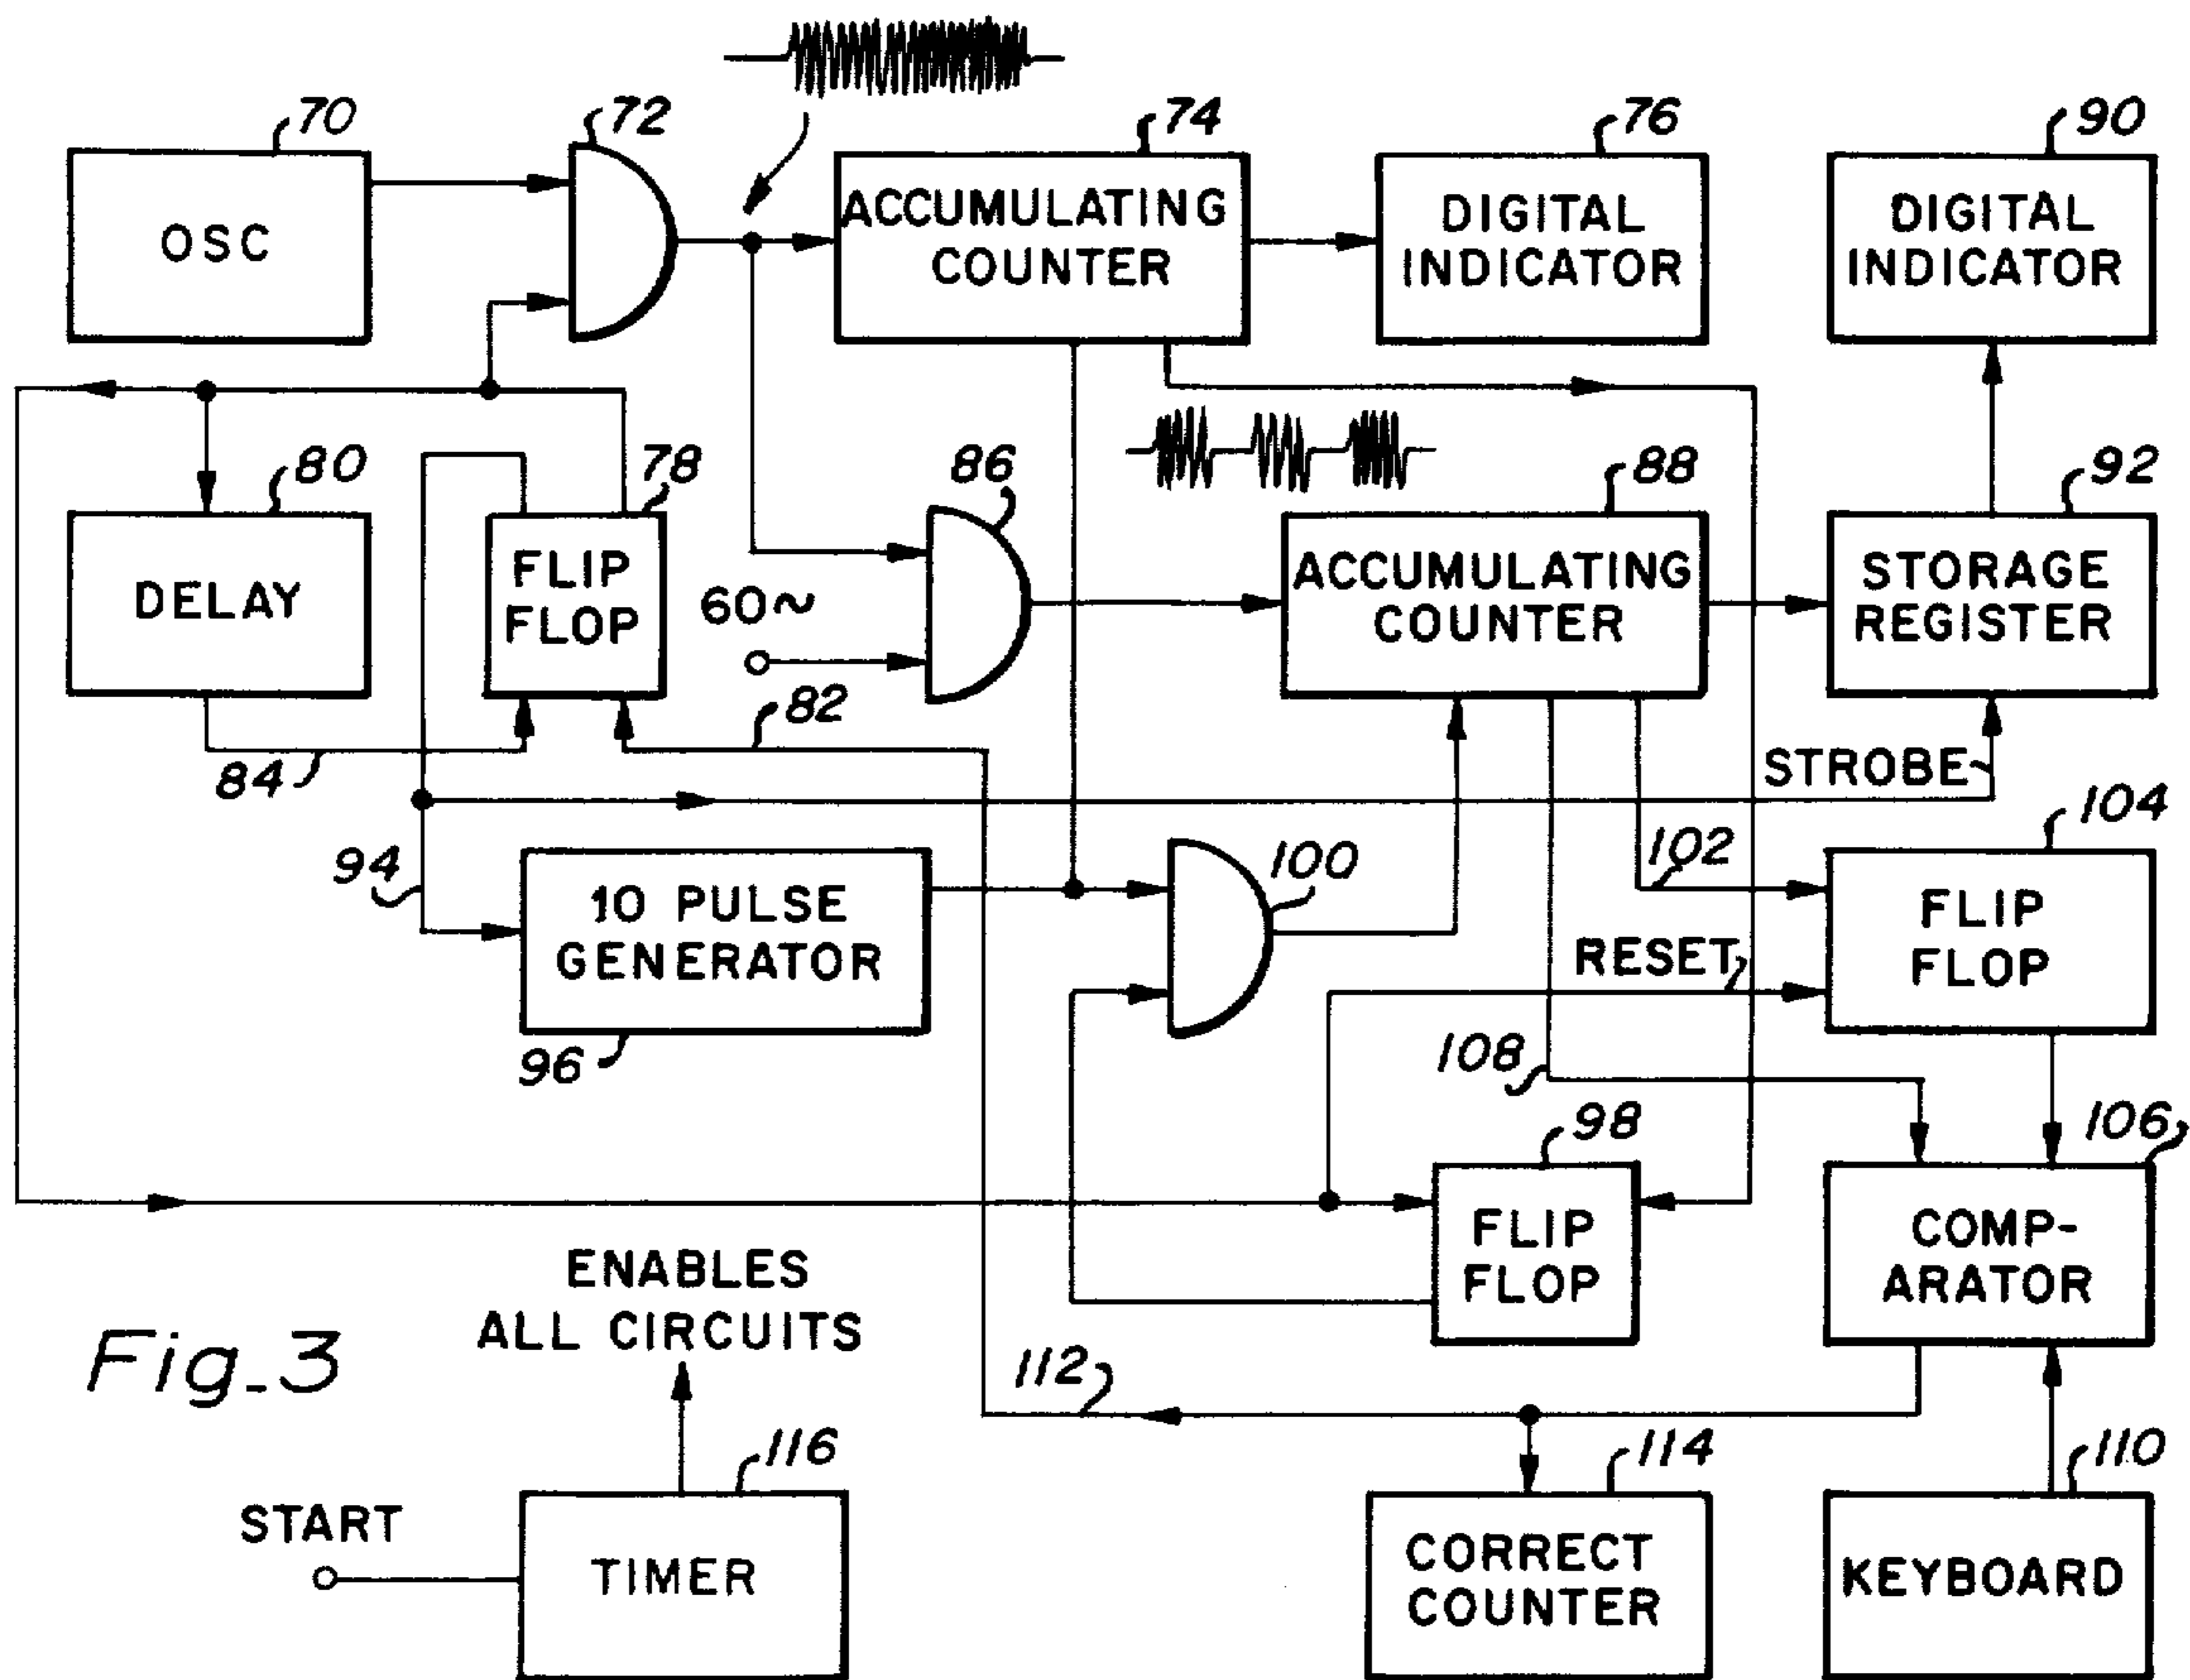 70
72
74
76
90
OSC
ACCUMULATING
COUNTER
DIGITAL
INDICATOR
DIGITAL
INDICATOR
80
78
86
88
92
DELAY
FLIP
FLOP
60~
ACCUMULATING
COUNTER
STORAGE
REGISTER
84
82
STROBE
94
10 PULSE
GENERATOR
96
100
102
104
FLIP
FLOP
RESET
108
98
106
FLIP
FLOP
COMP-
ARATOR
ENABLES
ALL CIRCUITS
Fig. 3
112
116
114
110
START
TIMER
CORRECT
COUNTER
KEYBOARD